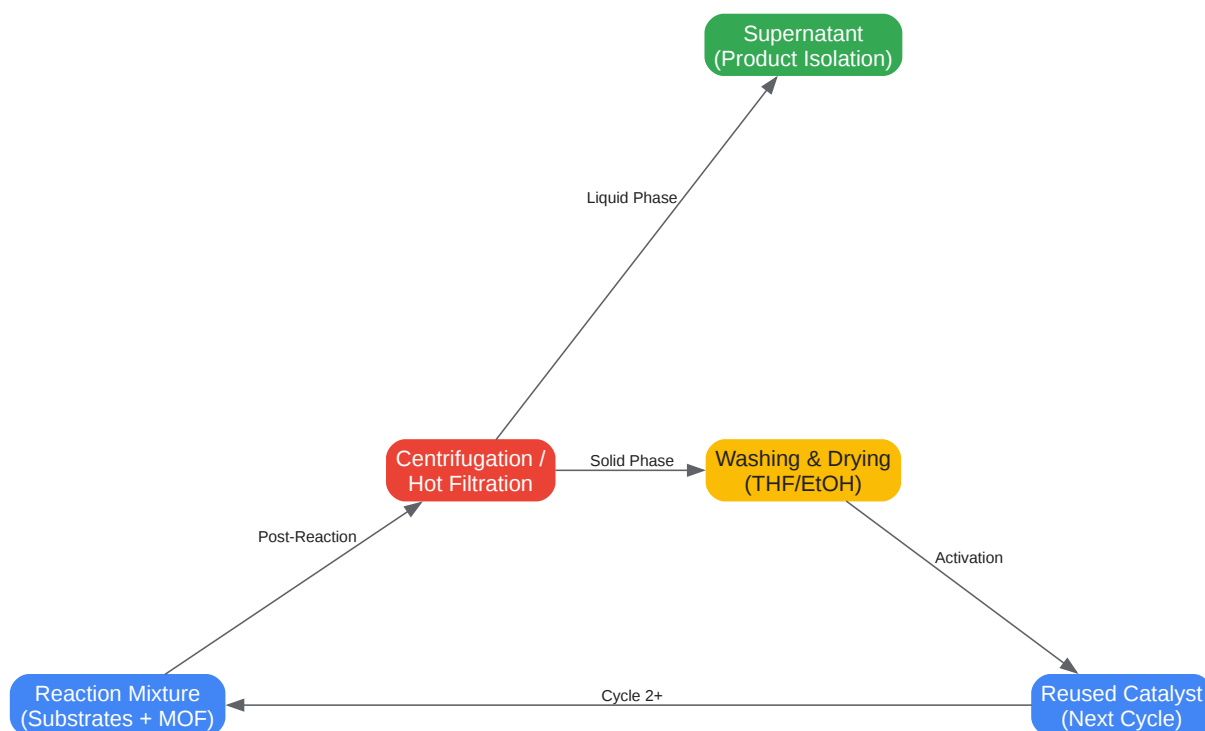 Supernatant
(Product Isolation)
Liquid Phase
Centrifugation /
Hot Filtration
Solid Phase
Washing & Drying
(THF/EtOH)
Post-Reaction
Activation
Reaction Mixture
(Substrates + MOF)
Cycle 2+
Reused Catalyst
(Next Cycle)